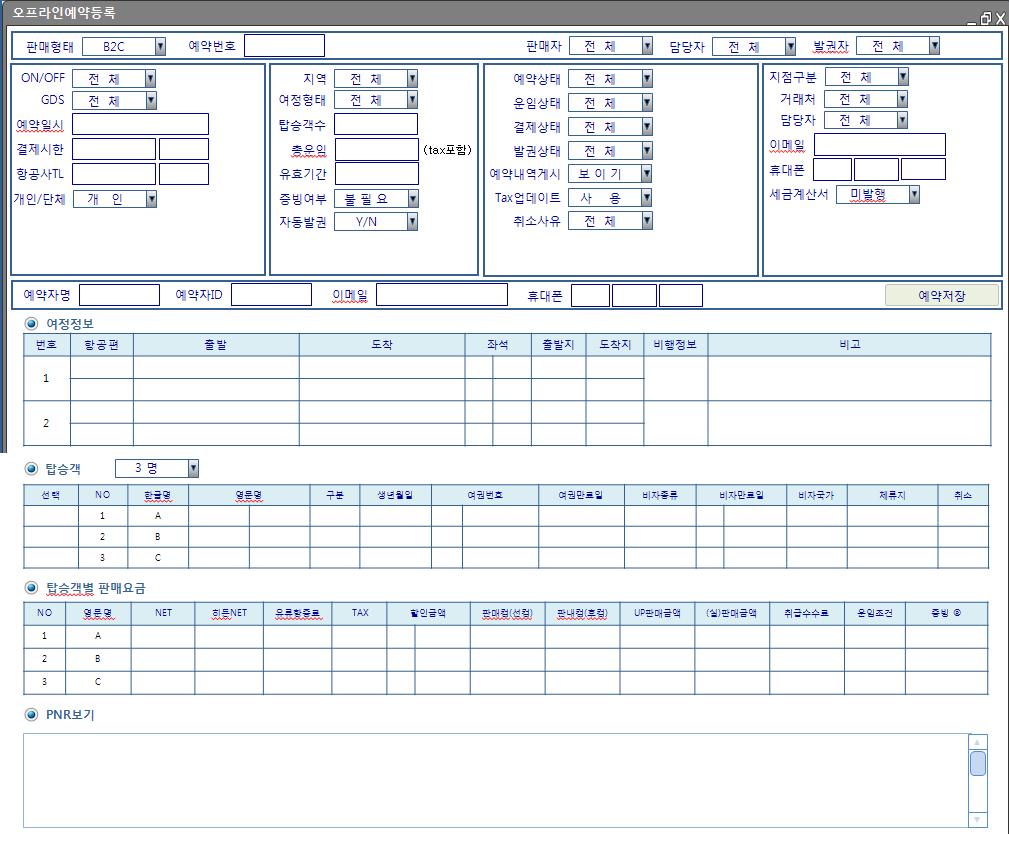 오프라인예약등록
판매형태 B2C 예약번호 판매자 전 체 담당자 전 체 발권자 전 체
ON/OFF 전 체
GDS 전 체
예약일시
결제시한
항공사TL
개인/단체 개 인
지역 전 체
여정형태 전 체
탑승객수
총운임 (tax포함)
유효기간
증빙여부 불필요
자동발권 Y/N
예약상태 전 체
운임상태 전 체
결제상태 전 체
발권상태 전 체
예약내역게시 보이기
Tax업데이트 사 용
취소사유 전 체
지점구분 전 체
거래처 전 체
담당자 전 체
이메일
휴대폰
세금계산서 미발행
예약자명 예약자ID 이메일 휴대폰 예약저장
여정정보
번호 항공편 출발 도착 좌석 출발지 도착지 비행정보 비고
1
2
탑승객 3 명
선택 NO 한글명 영문명 구분 생년월일 여권번호 여권만료일 비자종류 비자만료일 비자국가 체류지 취소
1 A
2 B
3 C
탑승객별 판매요금
NO 영문명 NET 히든NET 유류할증료 TAX 할인금액 판매컴(선컴) 판내컴(후컴) UP판매금액 (실)판매금액 취급수수료 운임조건 증빙 ⓔ
1 A
2 B
3 C
PNR보기